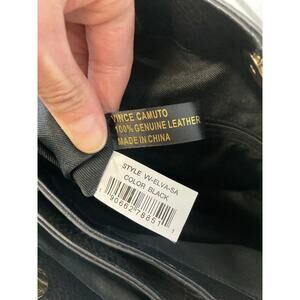 VINCE CAMUTO
100% GENUINE LEATHER
MADE IN CHINA
STYLE VV-ELVA-SA
COLOR BLACK